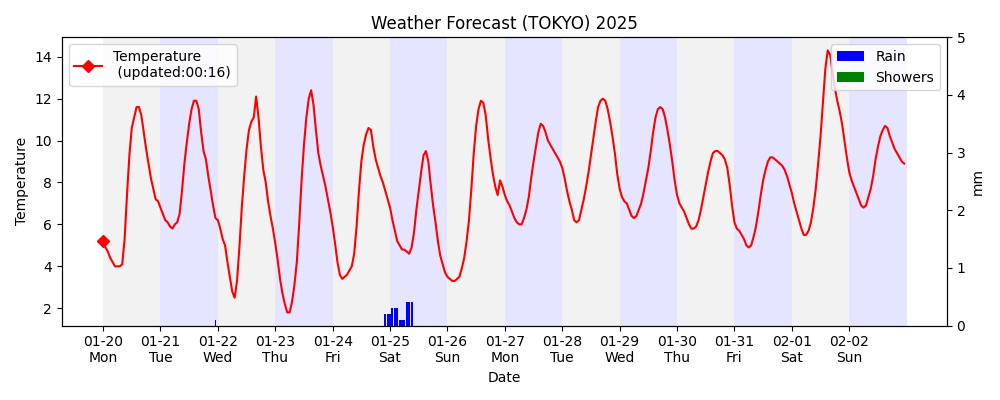 Weather Forecast (TOKYO) 2025
Temperature
(updated:00:16)
Rain
Showers
Temperature
14
12
10
8
6
4
2
5
4
3
2
1
0
mm
01-20 01-21 01-22 01-23 01-24 01-25 01-26 01-27 01-28 01-29 01-30 01-31 02-01 02-02
Mon Tue Wed Thu Fri Sat Sun Mon Tue Wed Thu Fri Sat Sun
Date